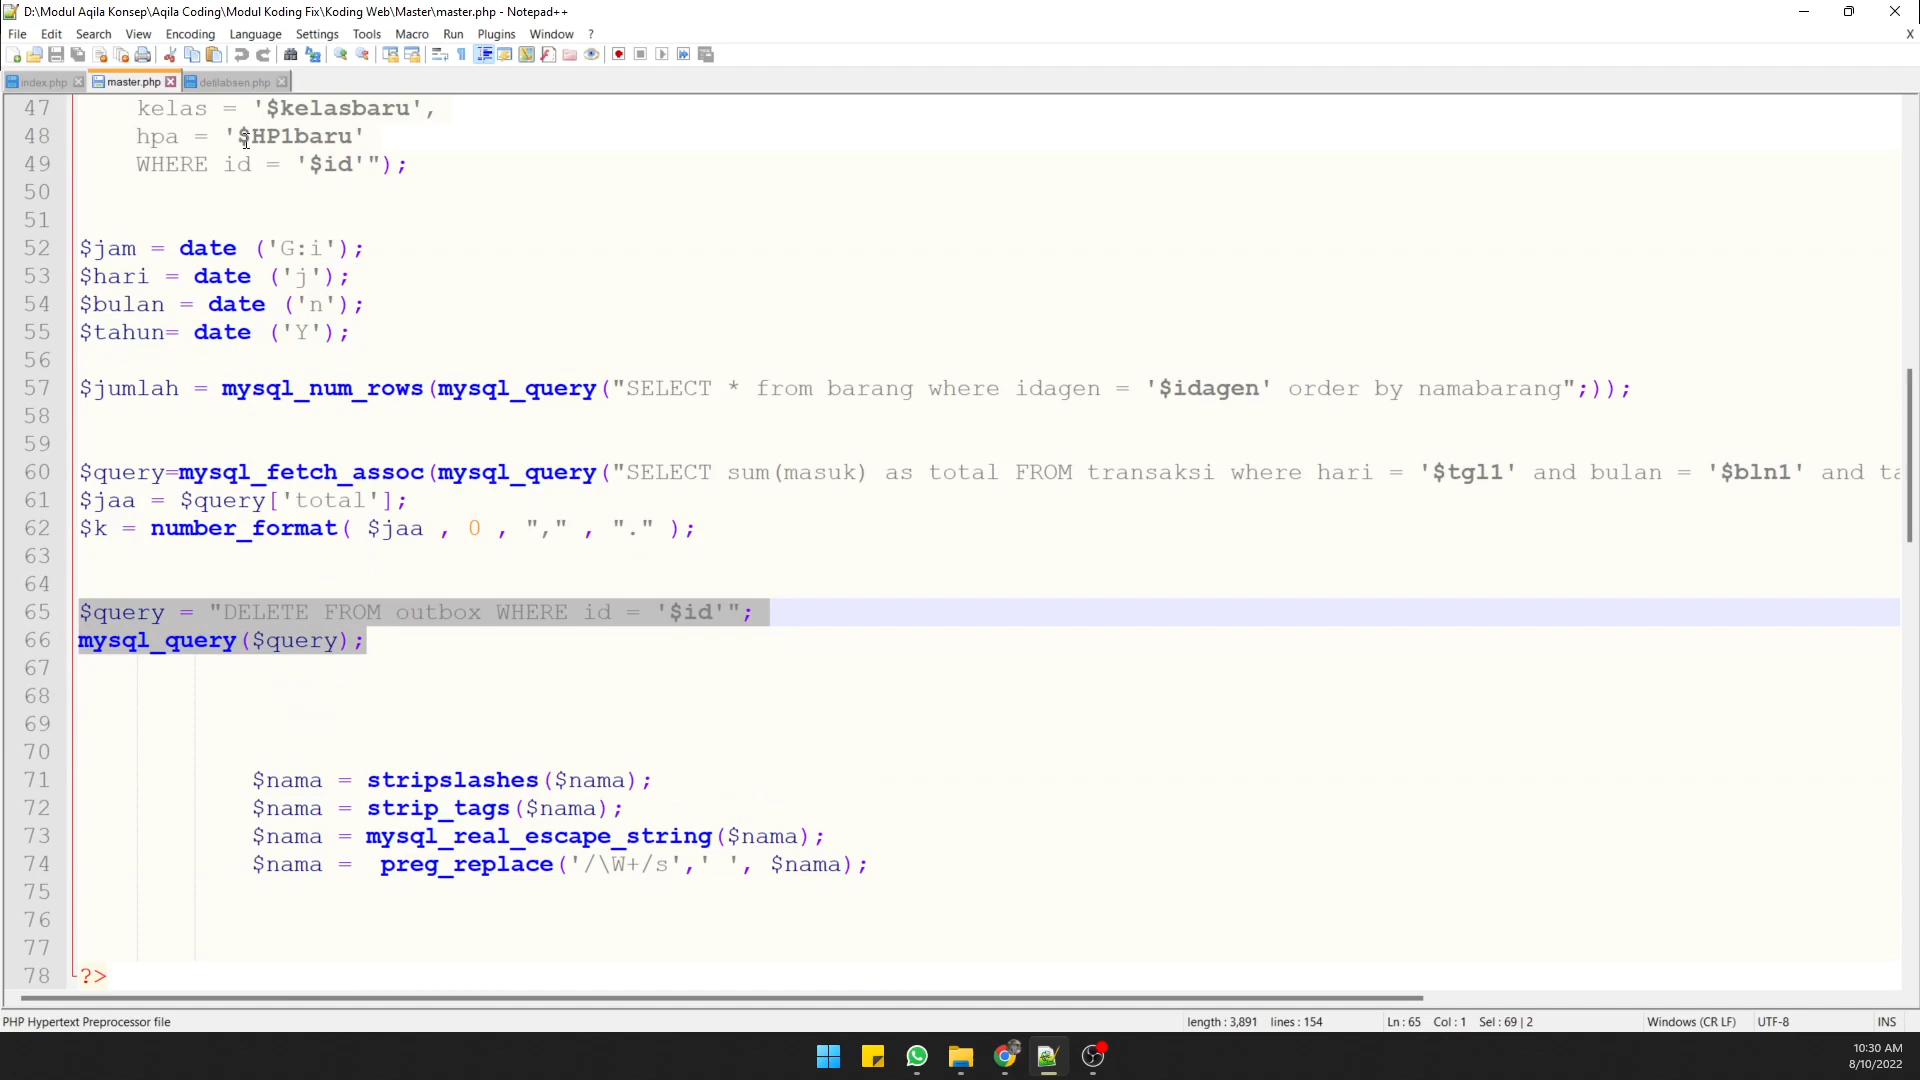 D:\Modul Aqila Konsep\Aqila Coding\Modul Koding Fix\Koding Web\Master\master.php - Notepad++
File Edit Search View Encoding Language Settings Tools Macro Run Plugins Window ? X
index.php master.php detilabsen.php
47 kelas = '$kelasbaru',
48 hpa = '$HP1baru'
49 WHERE id = '$id'");
50
51
52 $jam = date ('G:i');
53 $hari = date ('j');
54 $bulan = date ('n');
55 $tahun= date ('Y');
56
57 $jumlah = mysql_num_rows(mysql_query("SELECT * from barang where idagen = '$idagen' order by namabarang";));
58
59
60 $query=mysql_fetch_assoc(mysql_query("SELECT sum(masuk) as total FROM transaksi where hari = '$tgl1' and bulan = '$bln1' and ta
61 $jaa = $query['total'];
62 $k = number_format( $jaa , 0 , "," , "." );
63
64
65 $query = "DELETE FROM outbox WHERE id = '$id'";
66 mysql_query($query);
67
68
69
70
71 $nama = stripslashes($nama);
72 $nama = strip_tags($nama);
73 $nama = mysql_real_escape_string($nama);
74 $nama =  preg_replace('/\W+/s',' ', $nama);
75
76
77
78 ?>
PHP Hypertext Preprocessor file length : 3,891 lines : 154 Ln : 65 Col : 1 Sel : 69 | 2 Windows (CR LF) UTF-8 INS
10:30 AM
8/10/2022